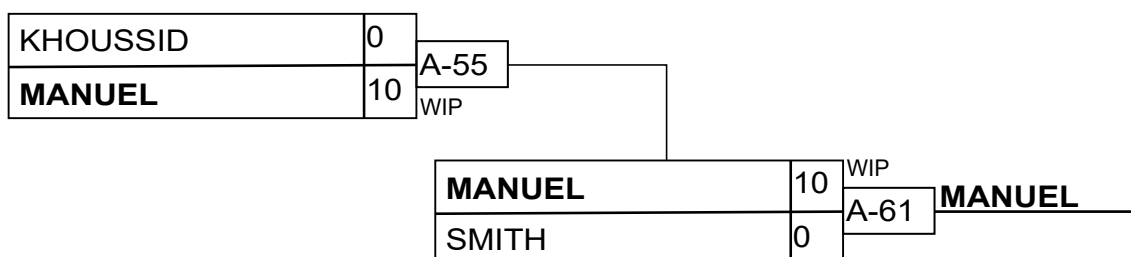 KHOUSSID 0
A-55
MANUEL 10
WIP
MANUEL 10
WIP
A-61
MANUEL
SMITH 0